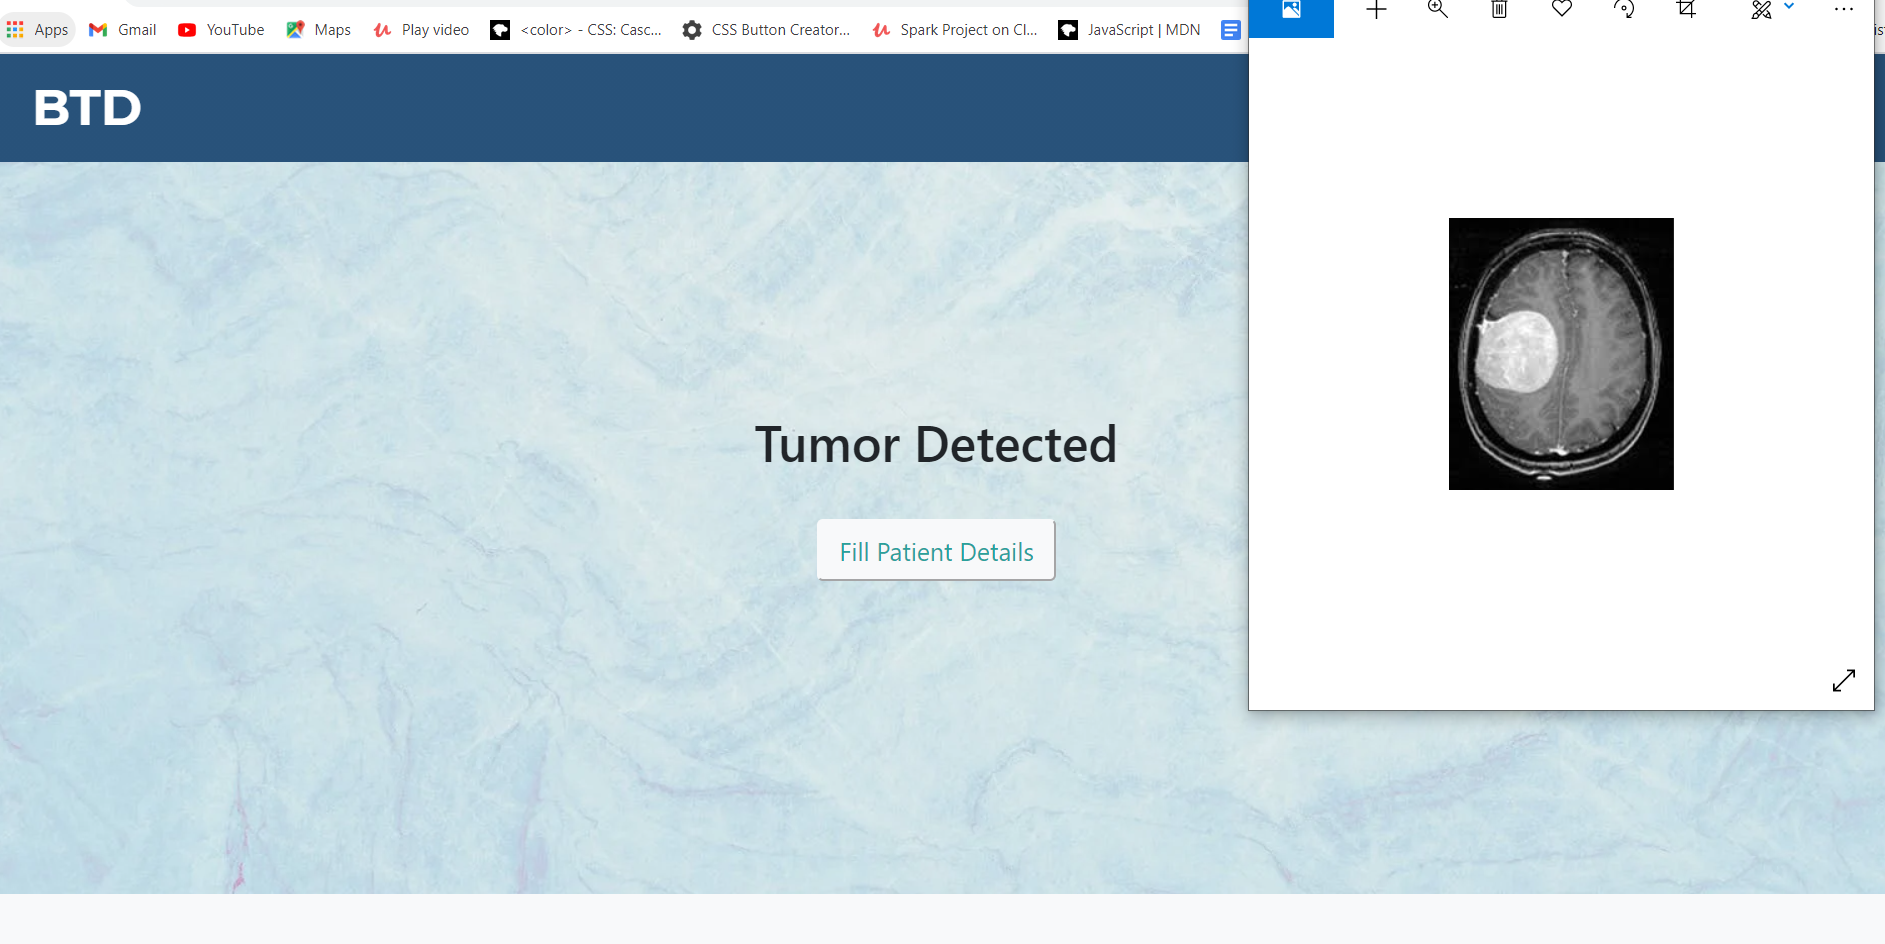 Apps Gmail YouTube Maps Play video <color> - CSS: Casc... CSS Button Creator... Spark Project on Cl... JavaScript | MDN
BTD
Tumor Detected
Fill Patient Details